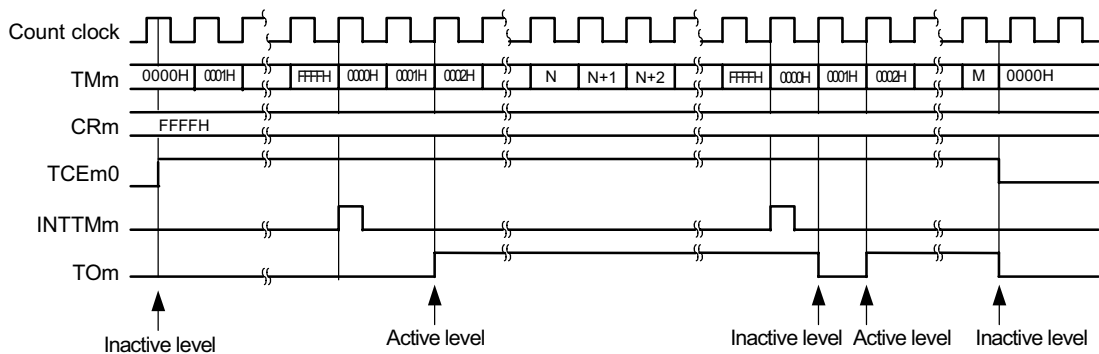 Count clock
TMm 0000H 0001H FFFFH 0000H 0001H 0002H N N+1 N+2 FFFFH 0000H 0001H 0002H M 0000H
CRm FFFFH
TCEm0
INTTMm
TOm
Inactive level Active level Inactive level Active level Inactive level